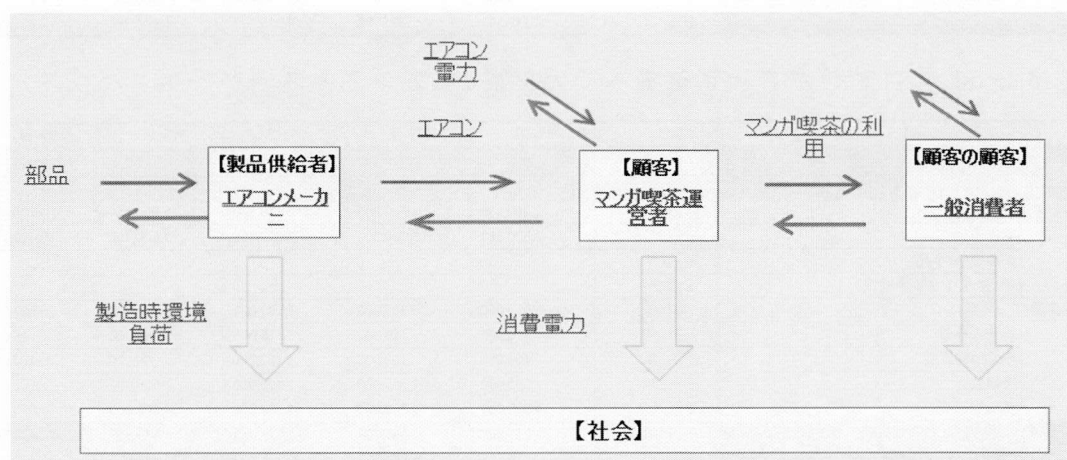 エアコン
電力
エアコン
マンガ喫茶の利
用
部品
【製品供給者】
エアコンメーカ
ー
【顧客】
マンガ喫茶運
営者
【顧客の顧客】
一般消費者
製造時環境
負荷
消費電力
【社会】